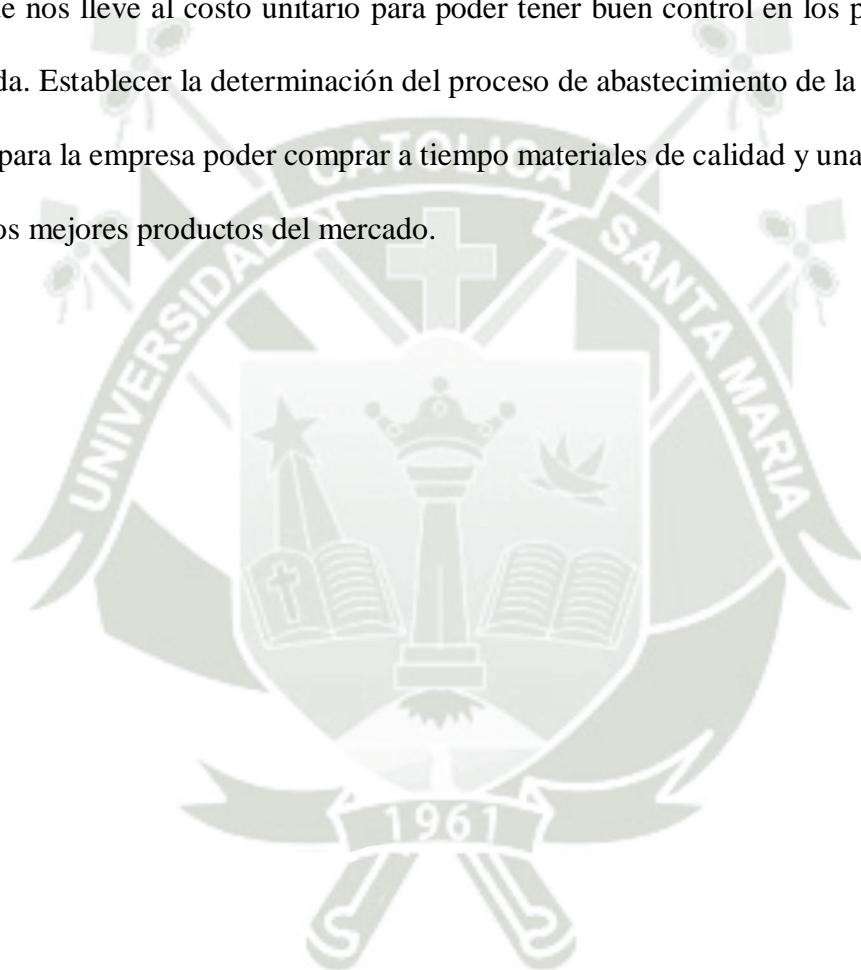 nos lleve al costo unitario para poder tener buen control en los
Establecer la determinación del proceso de abastecimiento de la
para la empresa poder comprar a tiempo materiales de calidad y una
mejores productos del mercado.
UNIVERSIDAD CATOLICA SANTA MARIA
1961